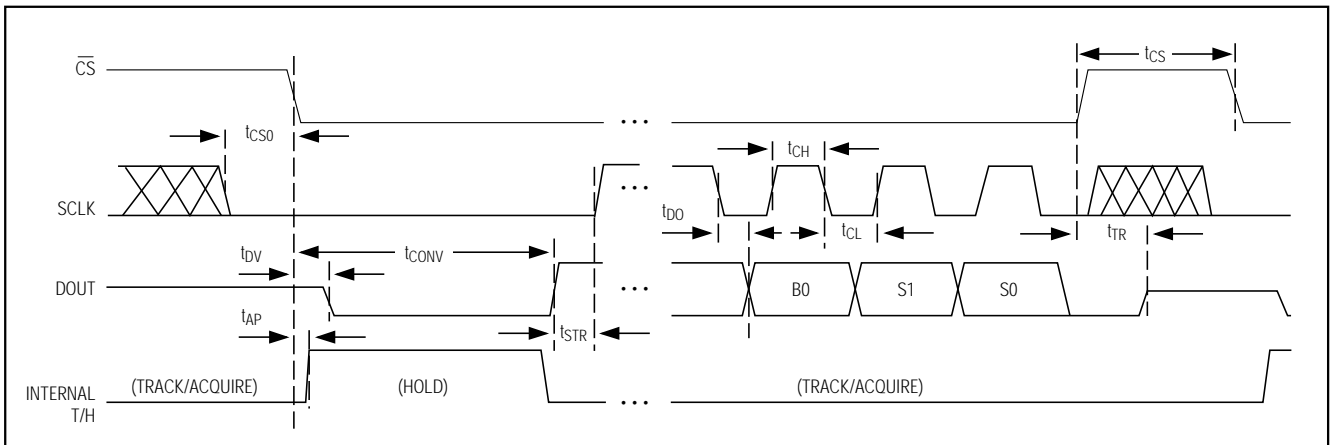 CS
tCS
tCS0
tCH
SCLK
tDO
tCL
tTR
tDV
tCONV
DOUT
B0
S1
S0
tAP
tSTR
(TRACK/ACQUIRE)
(HOLD)
(TRACK/ACQUIRE)
INTERNAL
T/H